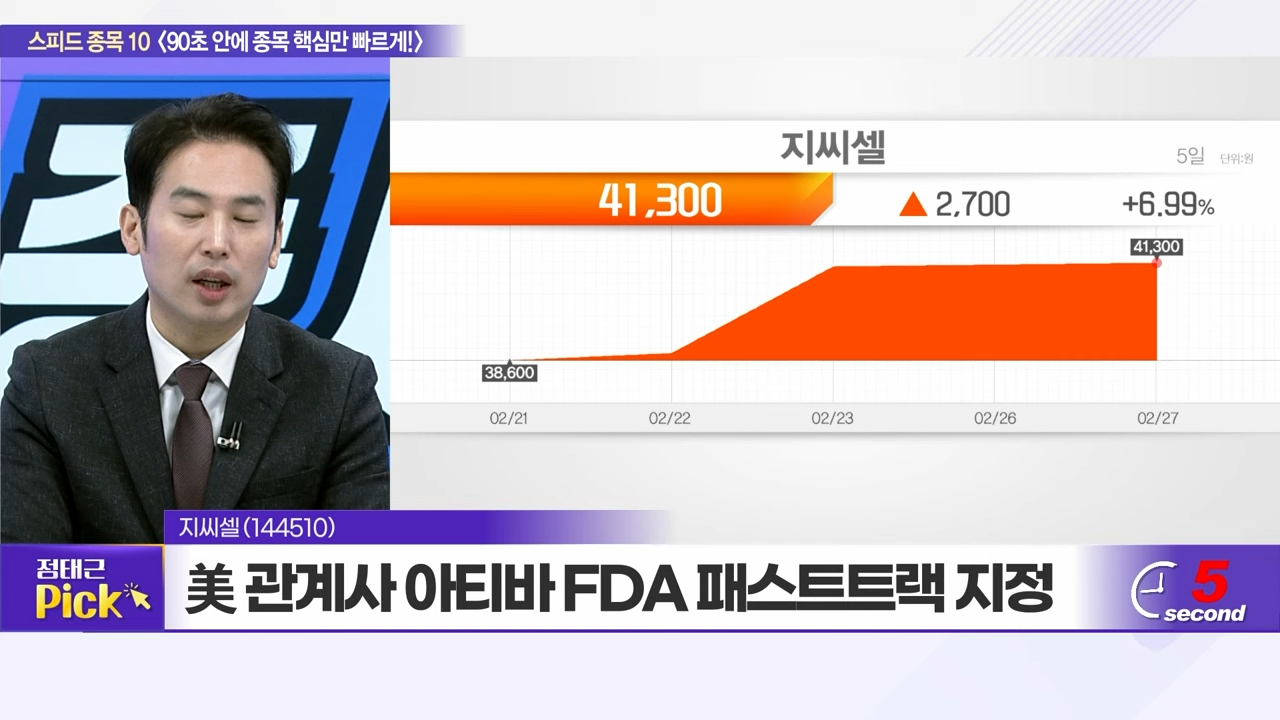 스피드 종목 10 〈90초 안에 종목 핵심만 빠르게!〉
지씨셀
5일 단위:원
41,300 ▲ 2,700 +6.99%
41,300
38,600
02/21 02/22 02/23 02/26 02/27
지씨셀(144510)
정태근
Pick
美 관계사 아티바 FDA 패스트트랙 지정
5
second